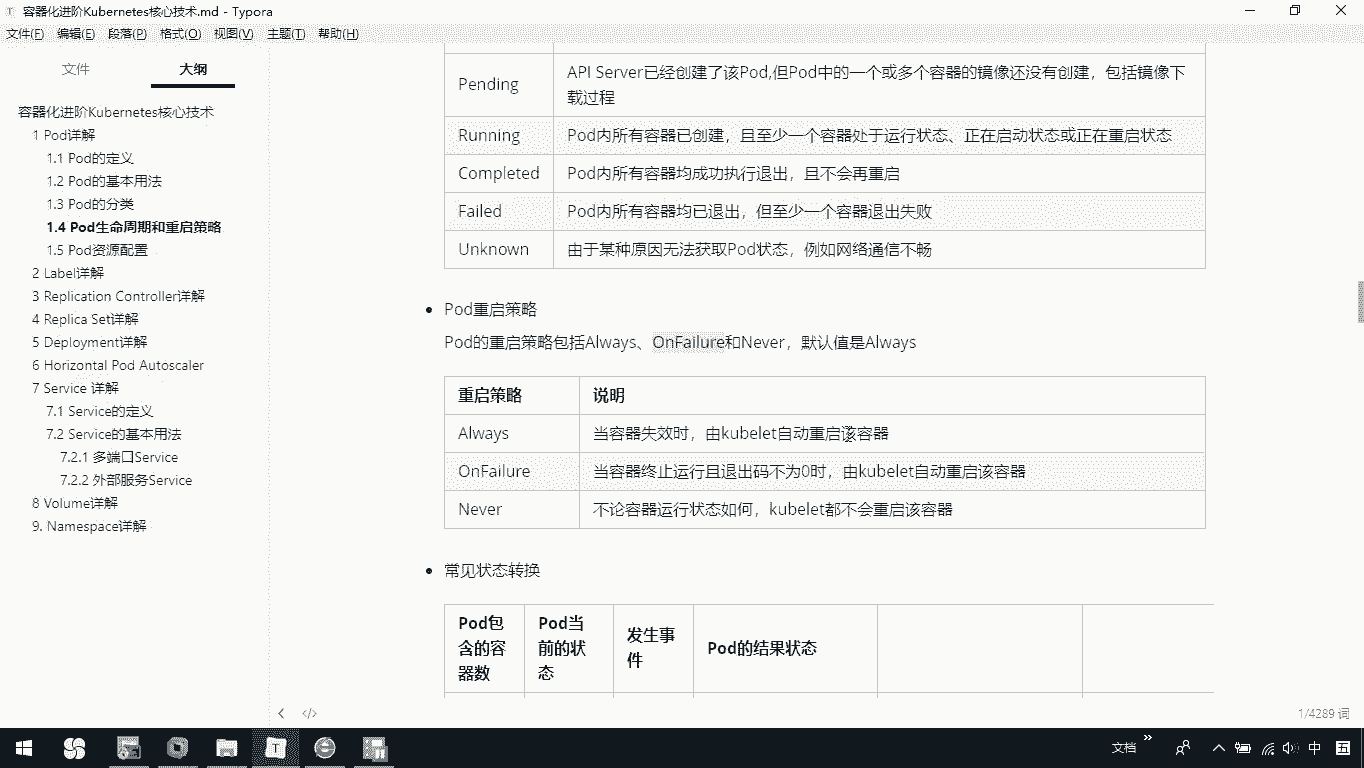 容器化进阶Kubernetes核心技术.md - Typora
文件(F) 编辑(E) 段落(P) 格式(O) 视图(V) 主题(T) 帮助(H)
文件 大纲
容器化进阶Kubernetes核心技术
1 Pod详解
1.1 Pod的定义
1.2 Pod的基本用法
1.3 Pod的分类
1.4 Pod生命周期和重启策略
1.5 Pod资源配置
2 Label详解
3 Replication Controller详解
4 Replica Set详解
5 Deployment详解
6 Horizontal Pod Autoscaler
7 Service 详解
7.1 Service的定义
7.2 Service的基本用法
7.2.1 多端口Service
7.2.2 外部服务Service
8 Volume详解
9. Namespace详解
Pending API Server已经创建了该Pod,但Pod中的一个或多个容器的镜像还没有创建，包括镜像下
载过程
Running Pod内所有容器已创建，且至少一个容器处于运行状态、正在启动状态或正在重启状态
Completed Pod内所有容器均成功执行退出，且不会再重启
Failed Pod内所有容器均已退出，但至少一个容器退出失败
Unknown 由于某种原因无法获取Pod状态，例如网络通信不畅
Pod重启策略
Pod的重启策略包括Always、OnFailure和Never，默认值是Always
重启策略 说明
Always 当容器失效时，由kubelet自动重启该容器
OnFailure 当容器终止运行且退出码不为0时，由kubelet自动重启该容器
Never 不论容器运行状态如何，kubelet都不会重启该容器
常见状态转换
Pod包
含的容
器数
Pod当
前的状
态
发生事
件
Pod的结果状态
1/4289 词
文档
中
五